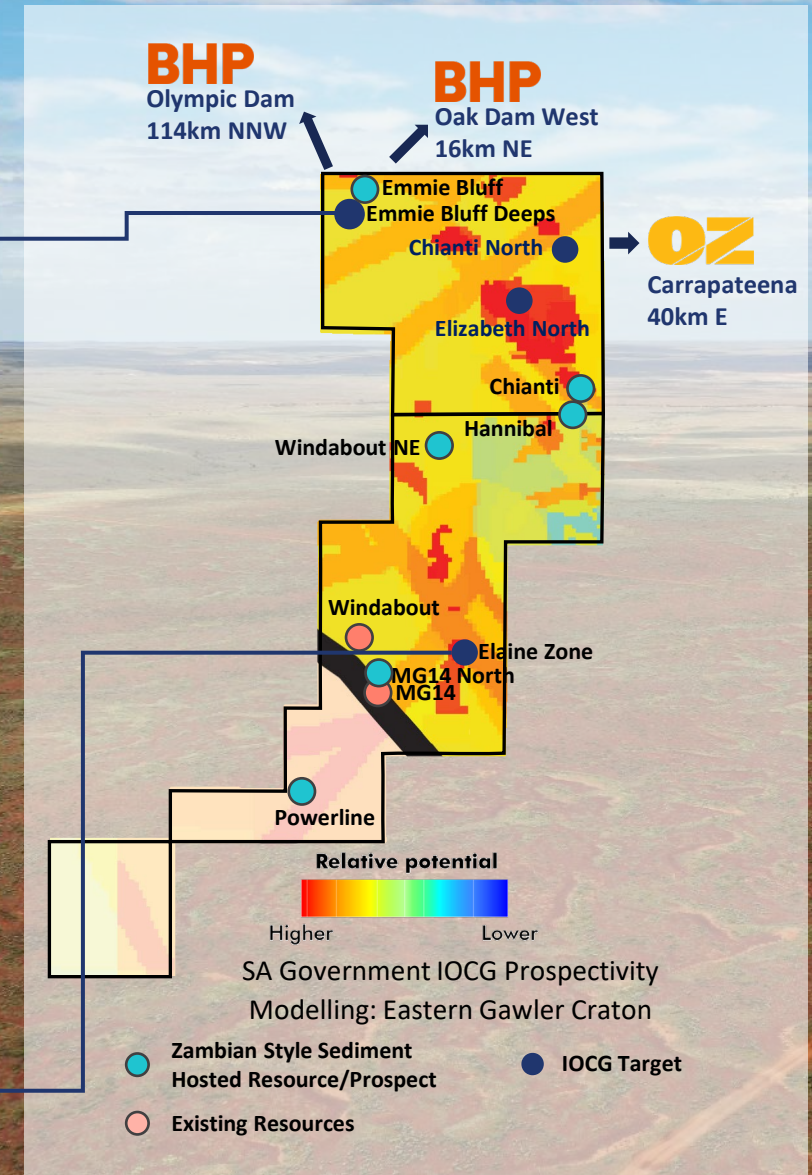 BHP
Olympic Dam
114km NNW
BHP
Oak Dam West
16km NE
Emmie Bluff
Emmie Bluff Deeps
Chianti North
OZ
Carrapateena
40km E
Elizabeth North
Chianti
Hannibal
Windabout NE
Windabout
Elaine Zone
MG14 North
MG14
Powerline
Relative potential
Higher
Lower
SA Government IOCG Prospectivity
Modelling: Eastern Gawler Craton
Zambian Style Sediment
Hosted Resource/Prospect
IOCG Target
Existing Resources